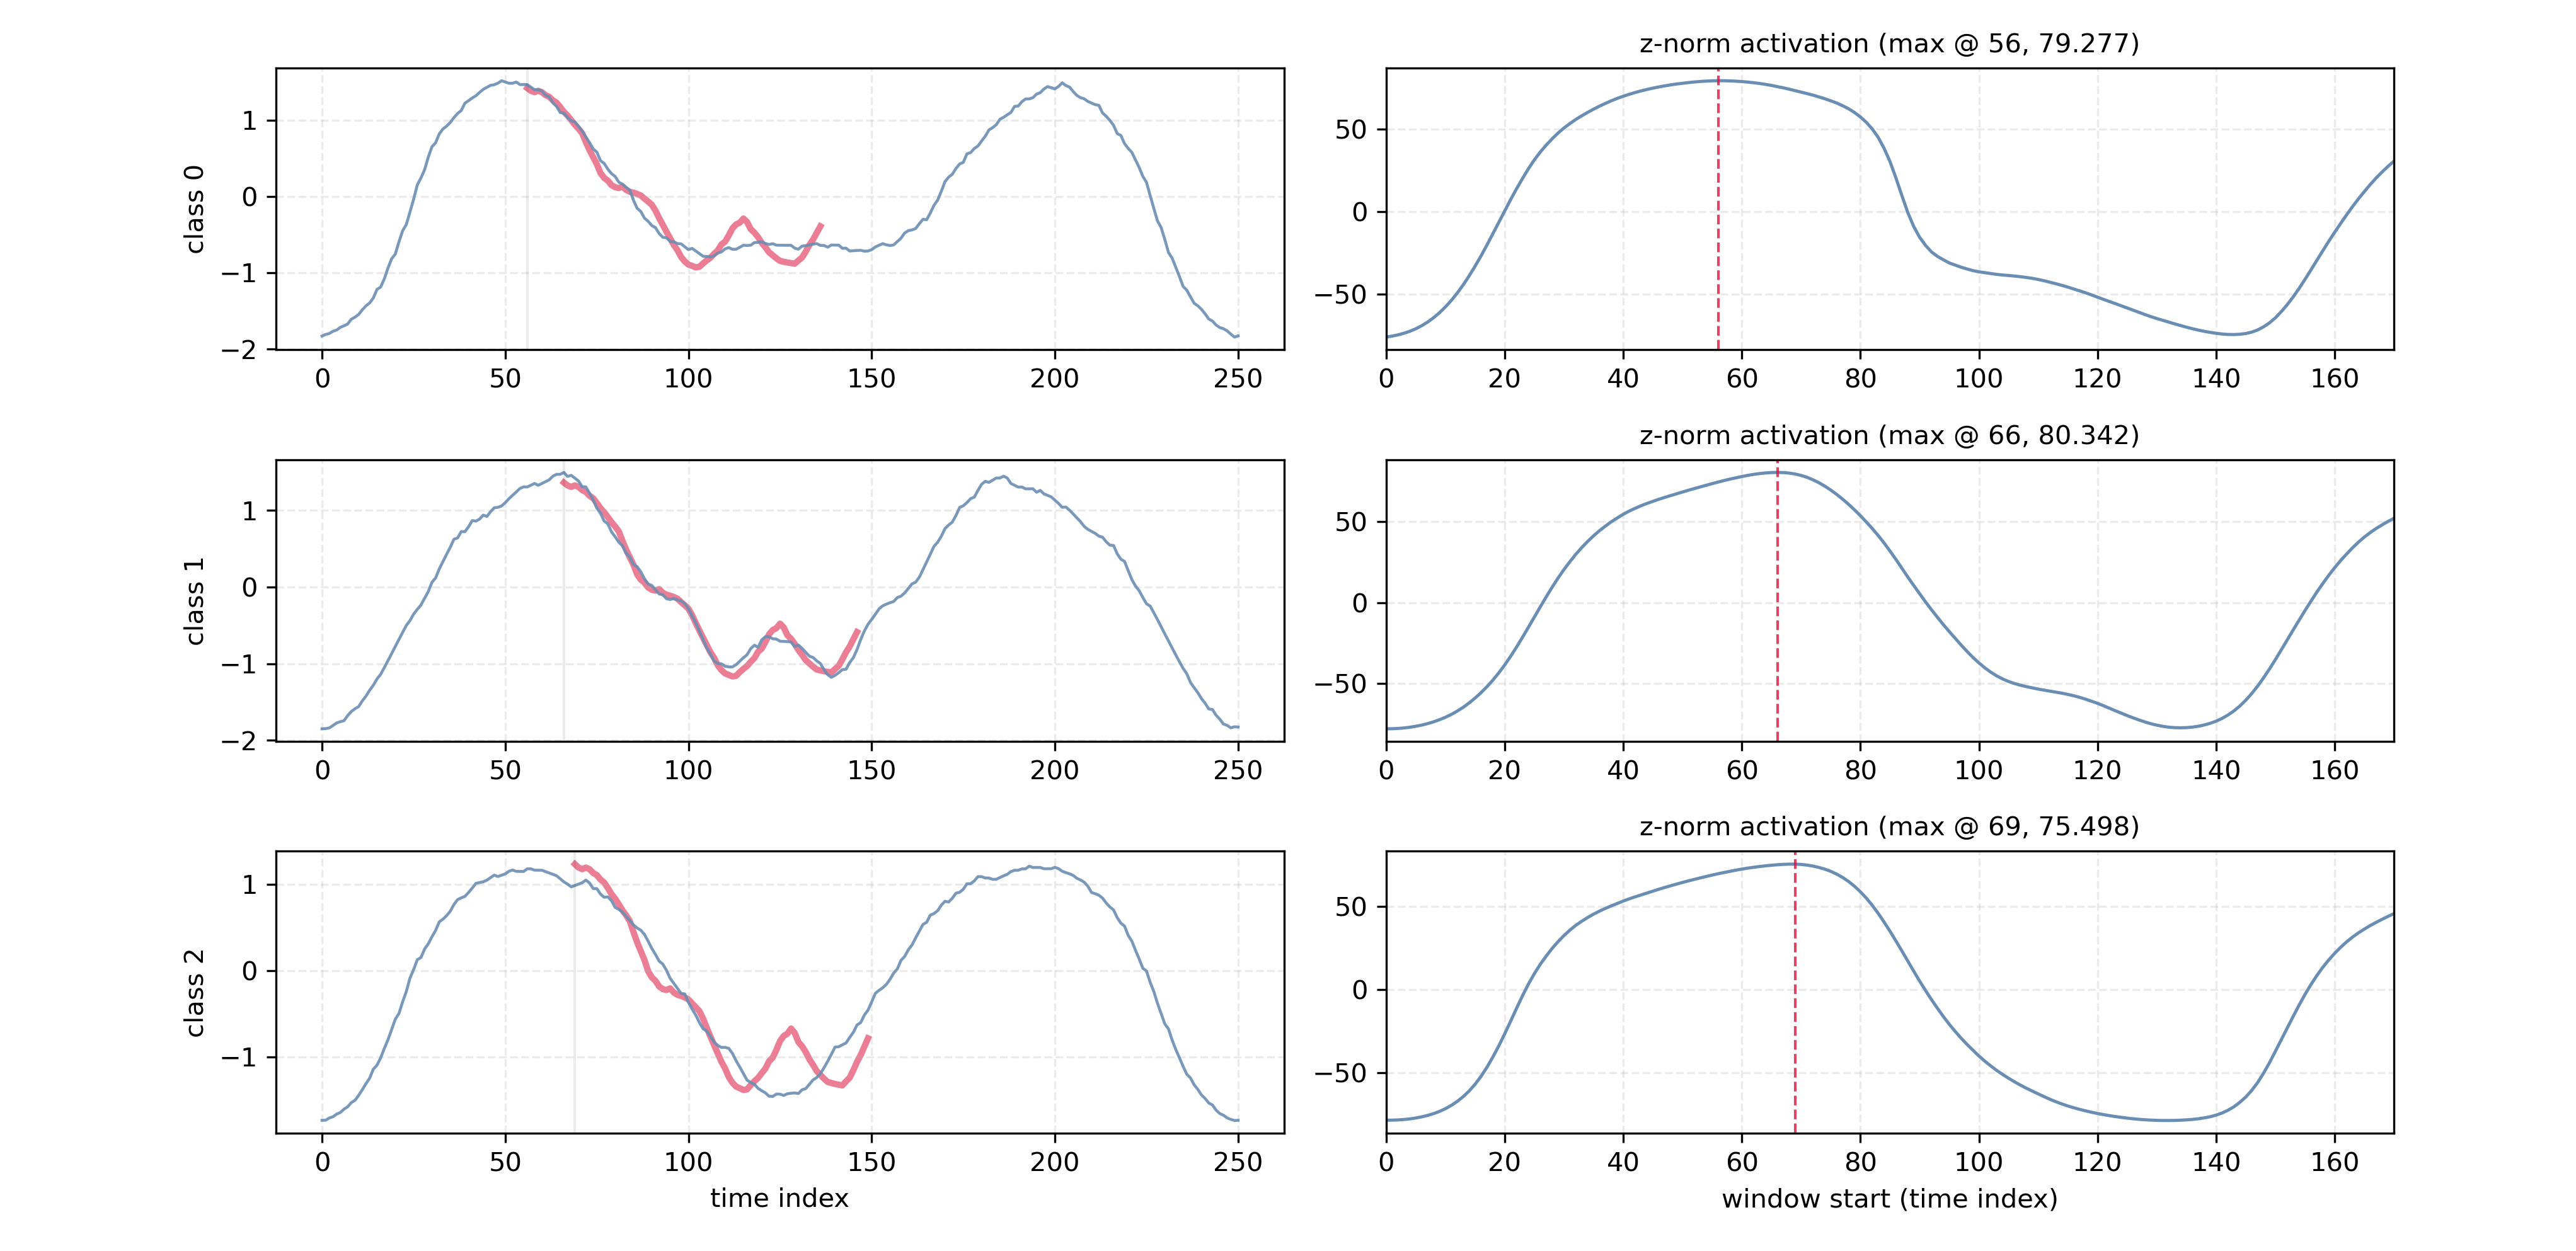 z-norm activation (max @ 56, 79.277)
class 0
1
0
−1
−2
0 50 100 150 200 250
50
0
−50
0 20 40 60 80 100 120 140 160
z-norm activation (max @ 66, 80.342)
class 1
1
0
−1
−2
0 50 100 150 200 250
50
0
−50
0 20 40 60 80 100 120 140 160
z-norm activation (max @ 69, 75.498)
class 2
1
0
−1
0 50 100 150 200 250
time index
50
0
−50
0 20 40 60 80 100 120 140 160
window start (time index)